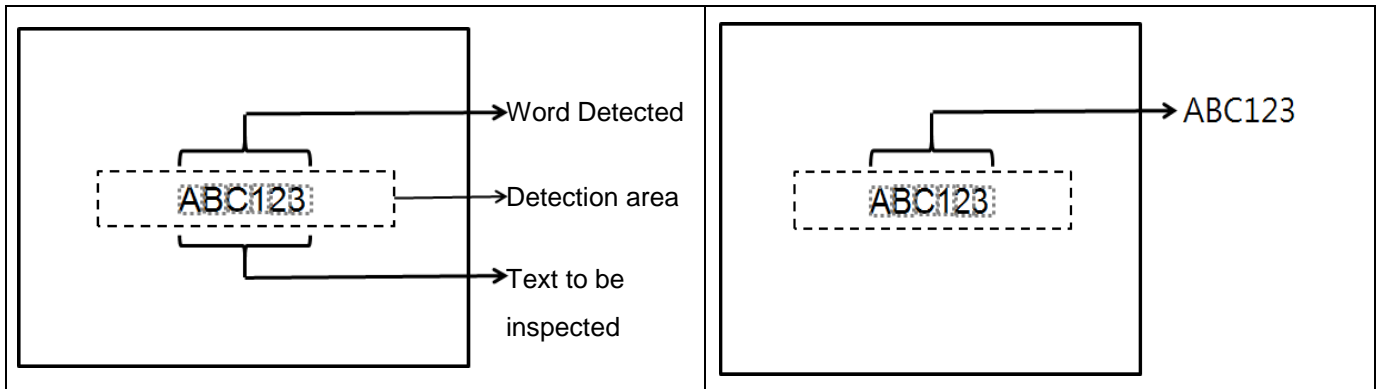 Word Detected
ABC123
Detection area
Text to be
inspected
ABC123
ABC123